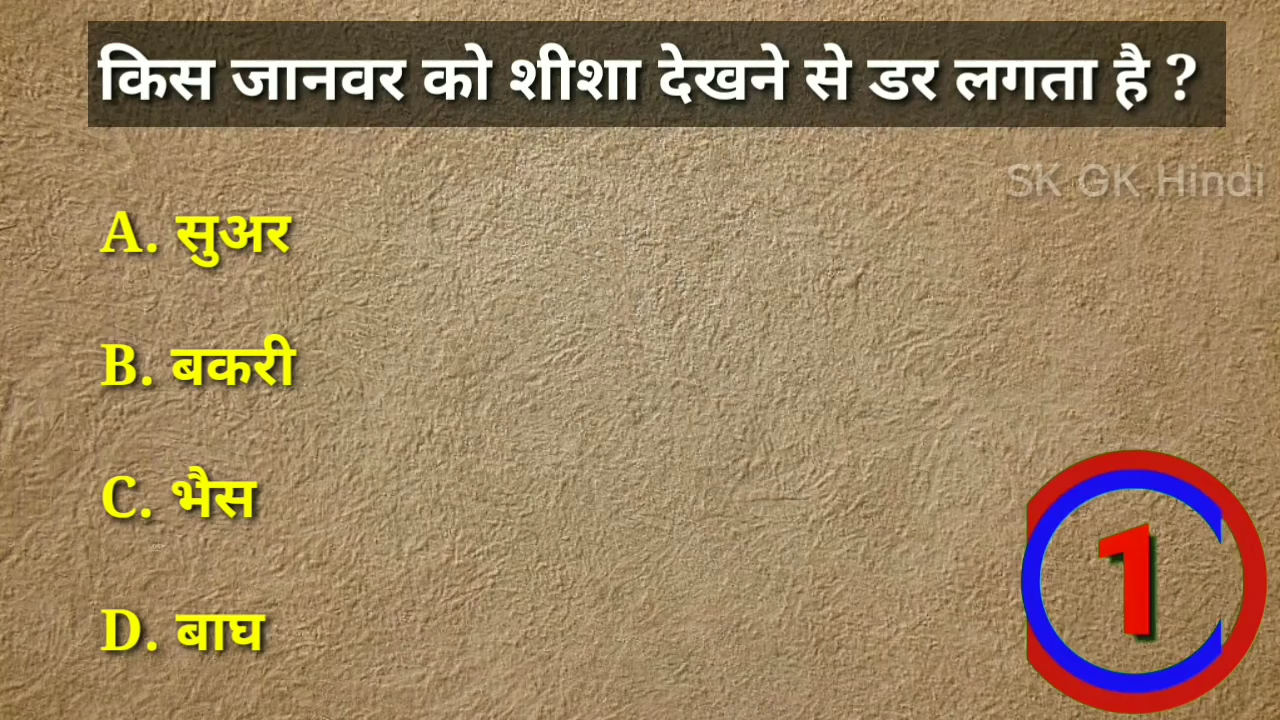 किस जानवर को शीशा देखने से डर लगता है ?
SK GK Hindi
A. सुअर
B. बकरी
C. भैस
D. बाघ
1